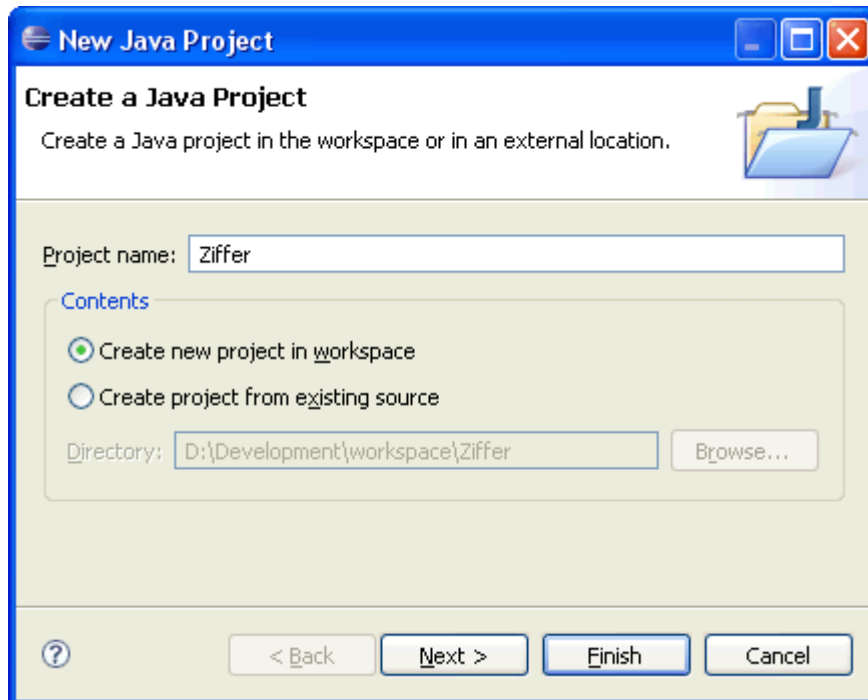 New Java Project
Create a Java Project
Create a Java project in the workspace or in an external location.
Project name: Ziffer
Contents
Create new project in workspace
Create project from existing source
Directory: D:\Development\workspace\Ziffer Browse...
? < Back Next > Finish Cancel